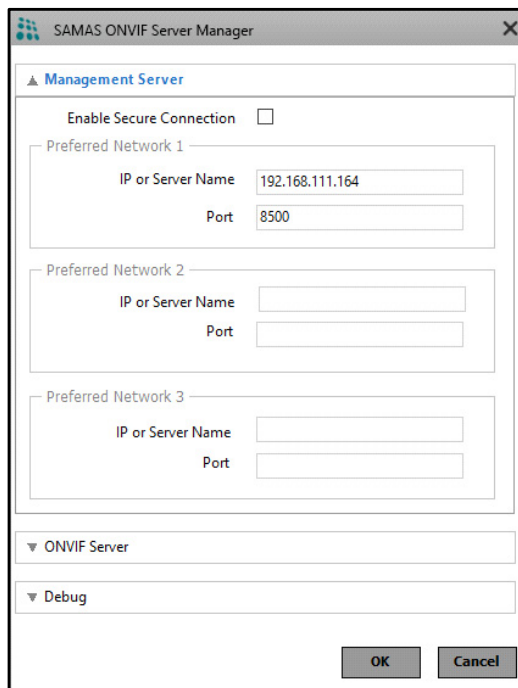 SAMAS ONVIF Server Manager
Management Server
Enable Secure Connection
Preferred Network 1
IP or Server Name 192.168.111.164
Port 8500
Preferred Network 2
IP or Server Name
Port
Preferred Network 3
IP or Server Name
Port
ONVIF Server
Debug
OK Cancel